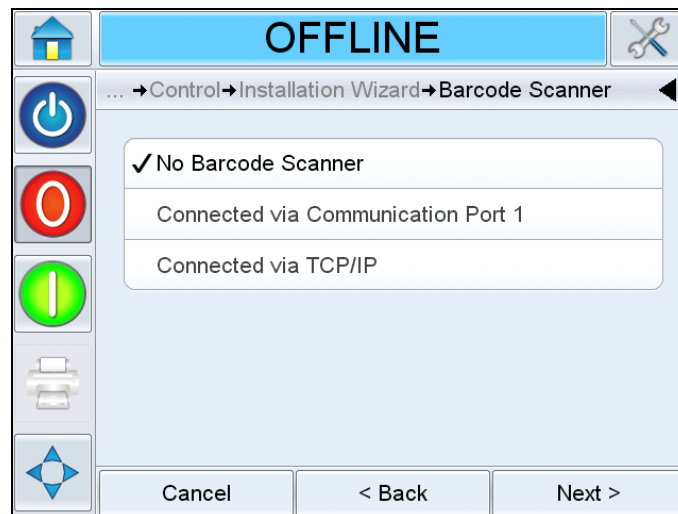 OFFLINE
... →Control→Installation Wizard→Barcode Scanner
✓No Barcode Scanner
Connected via Communication Port 1
Connected via TCP/IP
Cancel
< Back
Next >